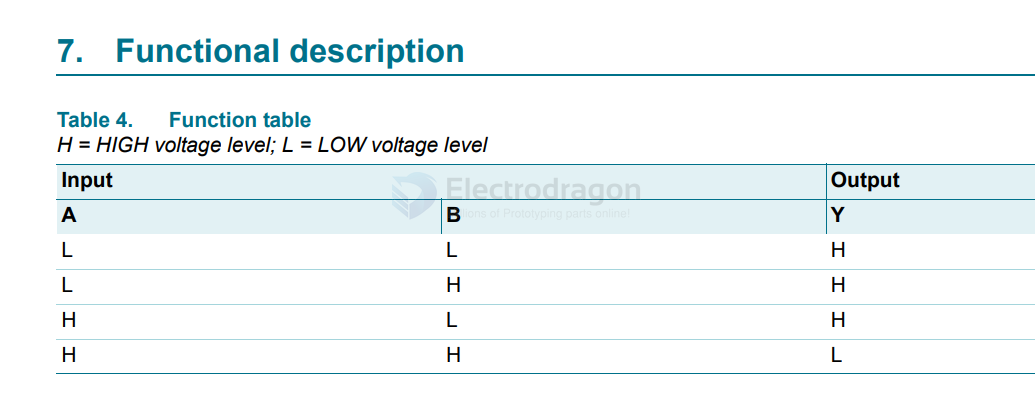 7. Functional description
Table 4. Function table
H = HIGH voltage level; L = LOW voltage level
Electrodragon
ions of Prototyping parts online!
Input Output
A B Y
L L H
L H H
H L H
H H L